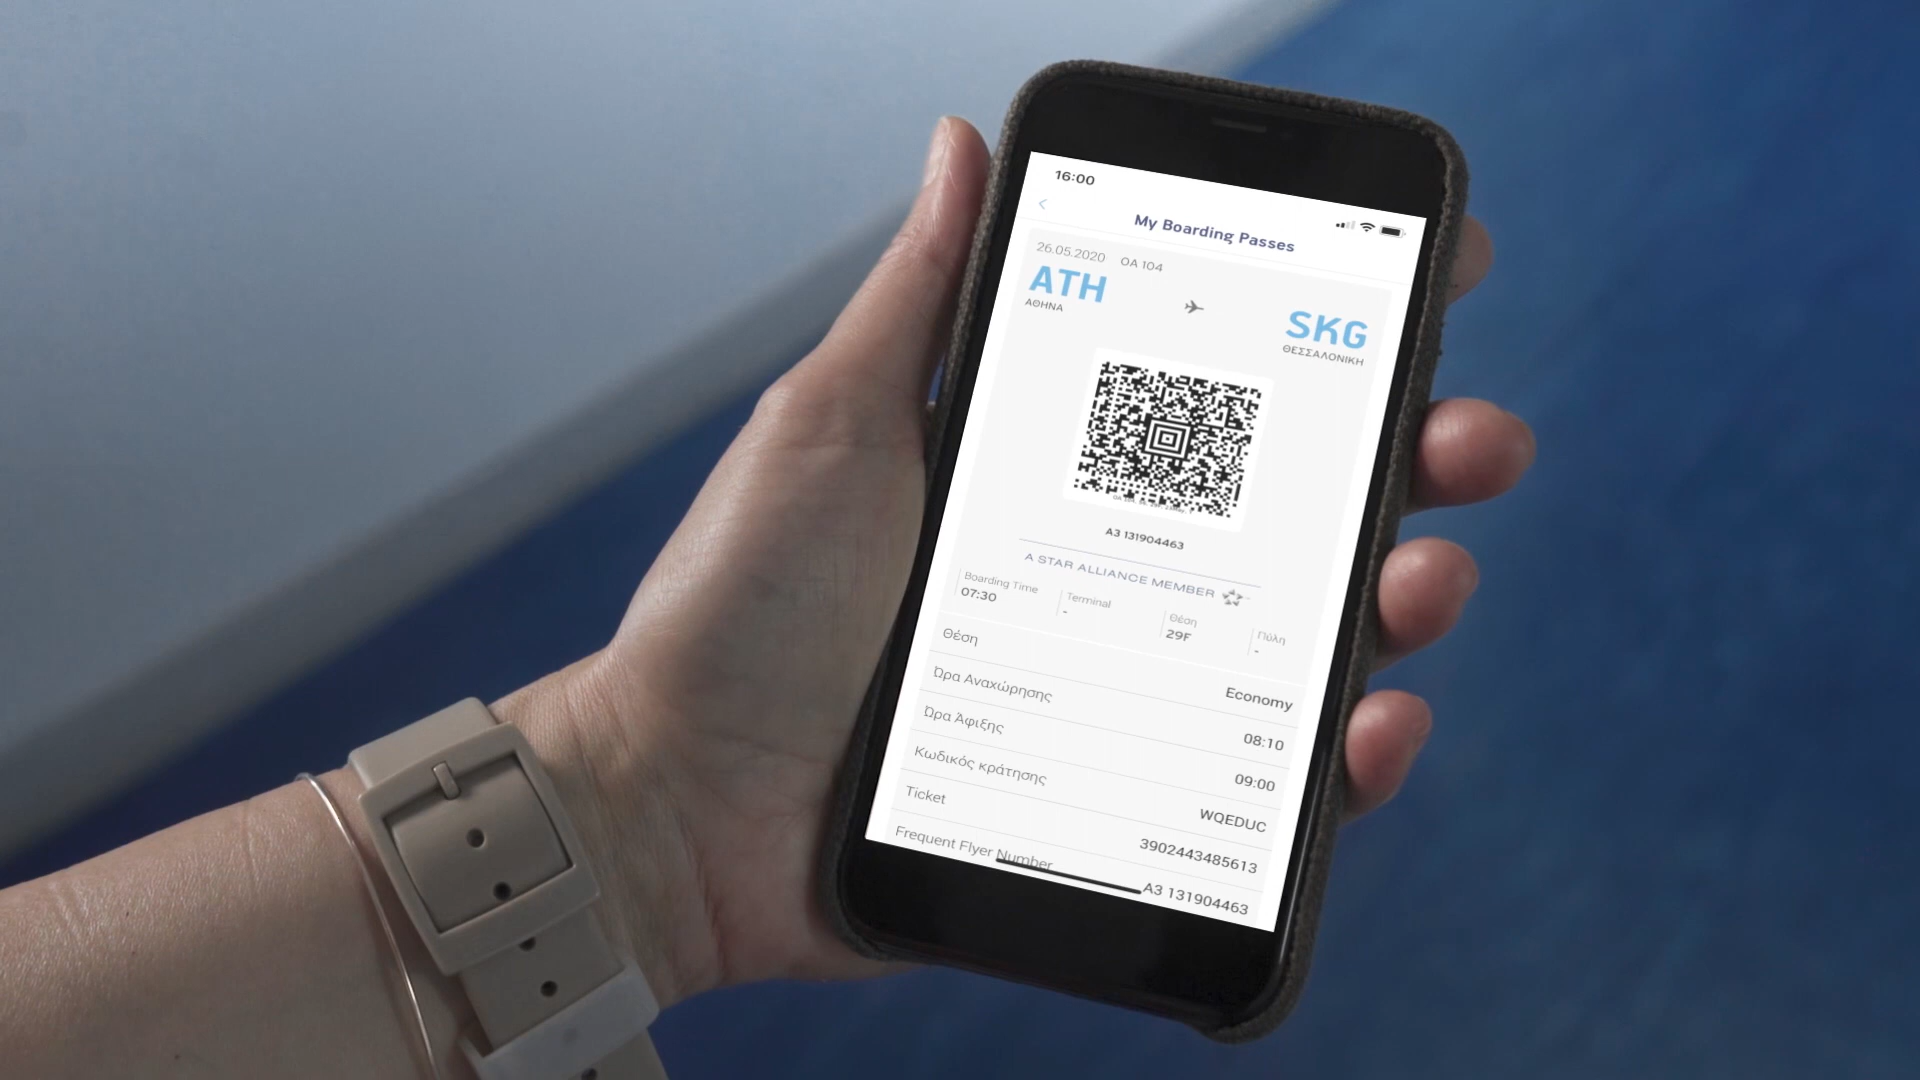 16:00
My Boarding Passes
26.05.2020 OA 104
ATH
ΑΘΗΝΑ
SKG
ΘΕΣΣΑΛΟΝΙΚΗ
A3 131904463
A STAR ALLIANCE MEMBER
Boarding Time Terminal Θέση Πύλη
07:30 - 29F -
Θέση Economy
Ώρα Αναχώρησης 08:10
Ώρα Άφιξης 09:00
Κωδικός κράτησης WQEDUC
Ticket 3902443485613
Frequent Flyer Number A3 131904463